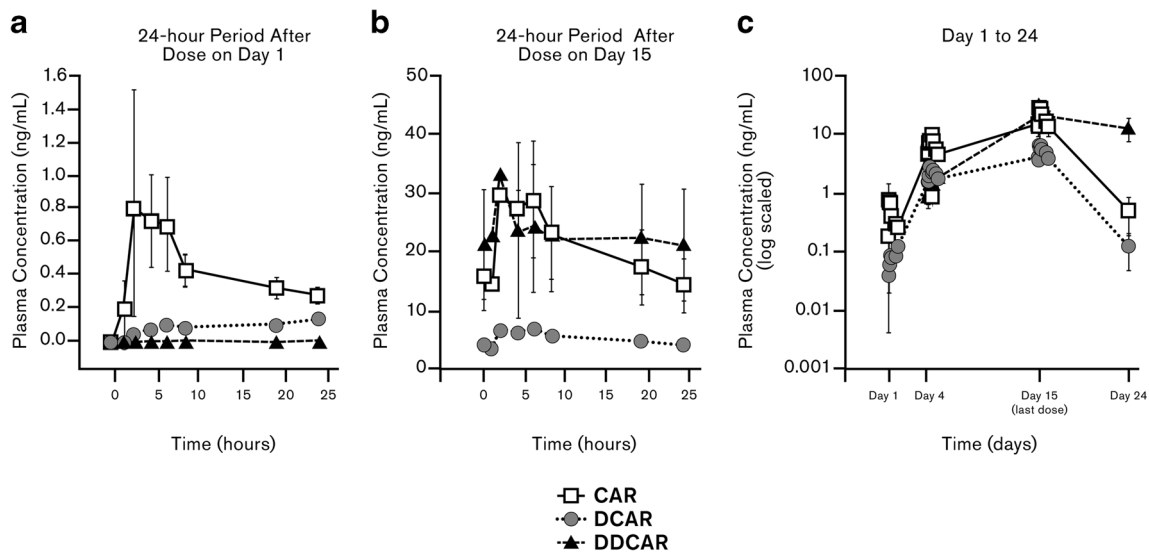 a
24-hour Period After
Dose on Day 1
Plasma Concentration (ng/mL)
1.6
1.4
1.2
1.0
0.8
0.6
0.4
0.2
0.0
0 5 10 15 20 25
Time (hours)
b
24-hour Period After
Dose on Day 15
Plasma Concentration (ng/mL)
50
40
30
20
10
0
0 5 10 15 20 25
Time (hours)
c
Day 1 to 24
Plasma Concentration (ng/mL)
(log scaled)
100
10
1
0.1
0.01
0.001
Day 1 Day 4 Day 15 Day 24
(last dose)
Time (days)
CAR
DCAR
DDCAR